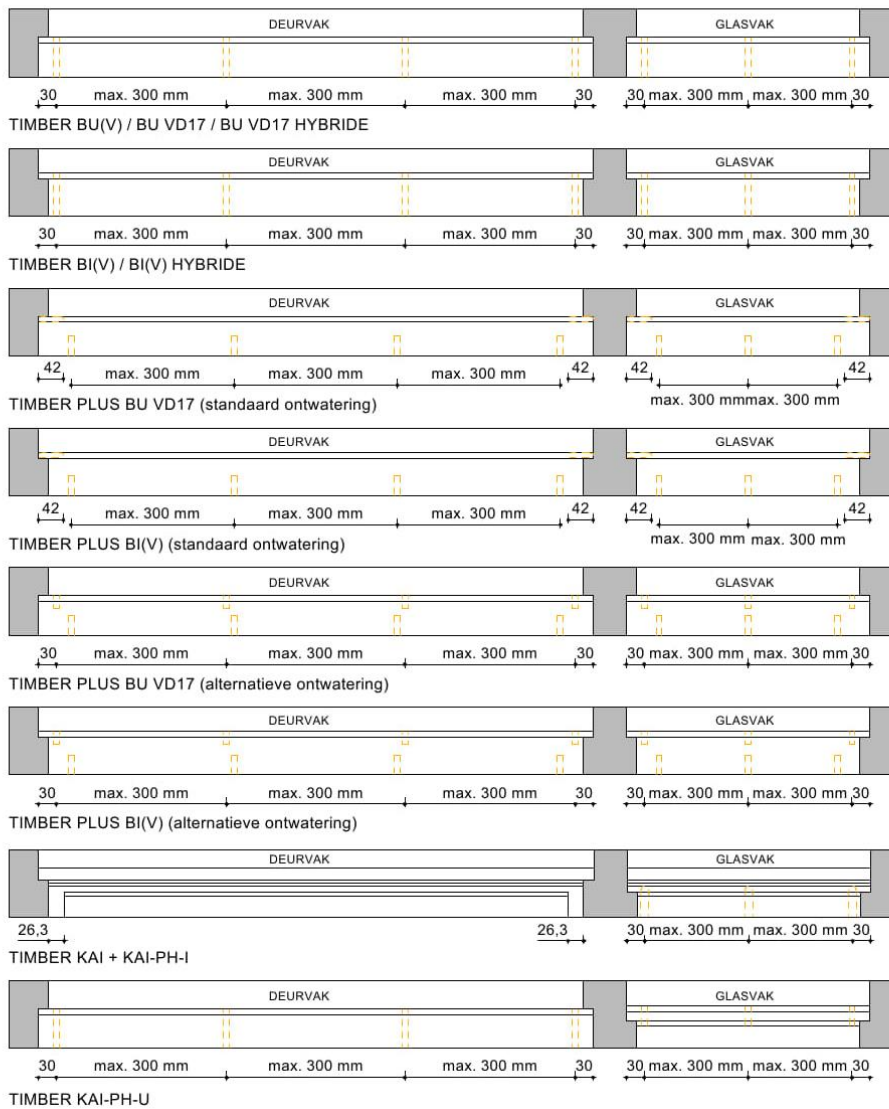 DEURVAK GLASVAK
30 max. 300 mm max. 300 mm max. 300 mm 30 30 max. 300 mm max. 300 mm 30
TIMBER BU(V) / BU VD17 / BU VD17 HYBRIDE
DEURVAK GLASVAK
30 max. 300 mm max. 300 mm max. 300 mm 30 30 max. 300 mm max. 300 mm 30
TIMBER BI(V) / BI(V) HYBRIDE
DEURVAK GLASVAK
42 max. 300 mm max. 300 mm max. 300 mm 42 42 max. 300 mm max. 300 mm 42
TIMBER PLUS BU VD17 (standaard ontwatering)
DEURVAK GLASVAK
42 max. 300 mm max. 300 mm max. 300 mm 42 42 max. 300 mm max. 300 mm 42
TIMBER PLUS BI(V) (standaard ontwatering)
DEURVAK GLASVAK
30 max. 300 mm max. 300 mm max. 300 mm 30 30 max. 300 mm max. 300 mm 30
TIMBER PLUS BU VD17 (alternatieve ontwatering)
DEURVAK GLASVAK
30 max. 300 mm max. 300 mm max. 300 mm 30 30 max. 300 mm max. 300 mm 30
TIMBER PLUS BI(V) (alternatieve ontwatering)
DEURVAK GLASVAK
26,3 26,3 30 max. 300 mm max. 300 mm 30
TIMBER KAI + KAI-PH-I
DEURVAK GLASVAK
30 max. 300 mm max. 300 mm max. 300 mm 30 30 max. 300 mm max. 300 mm 30
TIMBER KAI-PH-U